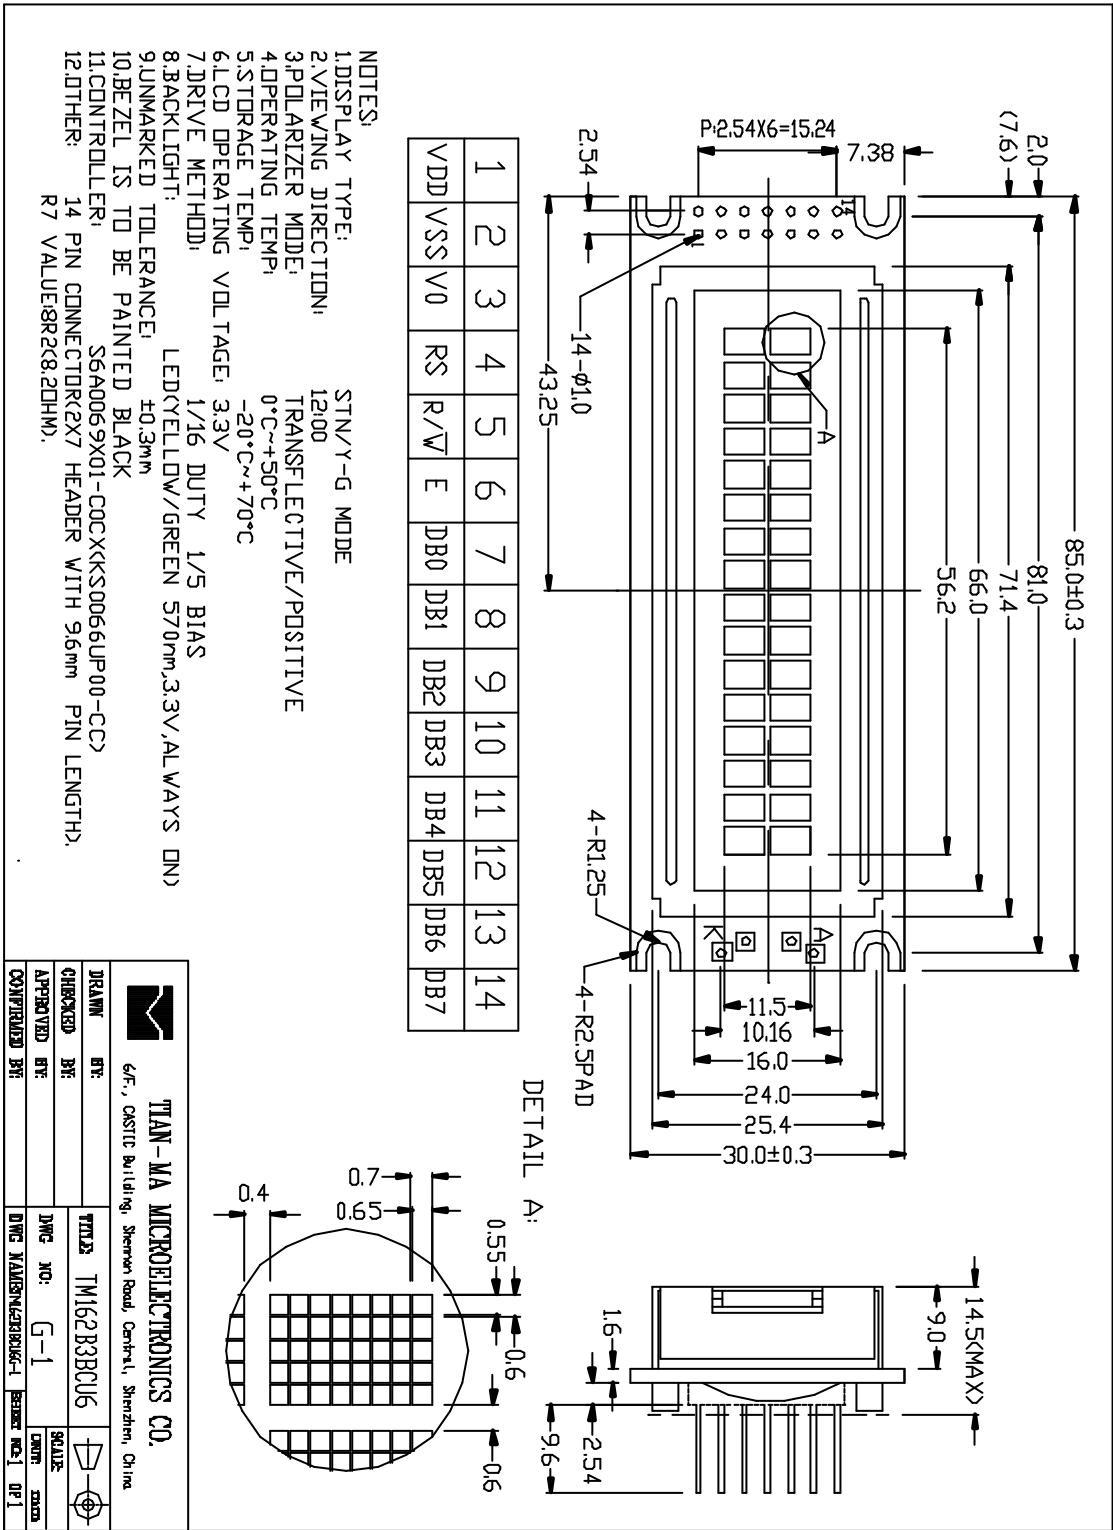 85.0±0.3
2.0
81.0
(7.6)
71.4
66.0
56.2
7.38
P:2.54X6=15.24
2.54
14
1
A
14-φ1.0
43.25
A
K
4-R1.25
4-R2.5PAD
11.5
10.16
16.0
24.0
25.4
30.0±0.3
14.5(MAX)
9.0
1.6
2.54
9.6
1 2 3 4 5 6 7 8 9 10 11 12 13 14
VDD VSS V0 RS R/W̅ E DB0 DB1 DB2 DB3 DB4 DB5 DB6 DB7
DETAIL A:
0.55
0.6
0.65
0.7
0.4
0.6
NOTES:
1.DISPLAY TYPE: STN/Y-G MODE
2.VIEWING DIRECTION: 12:00
3.POLARIZER MODE: TRANSFLECTIVE/POSITIVE
4.OPERATING TEMP: 0°C~+50°C
5.STORAGE TEMP: -20°C~+70°C
6.LCD OPERATING VOLTAGE: 3.3V
7.DRIVE METHOD: 1/16 DUTY 1/5 BIAS
8.BACKLIGHT: LED(YELLOW/GREEN 570nm,3.3V,ALWAYS ON)
9.UNMARKED TOLERANCE: ±0.3mm
10.BEZEL IS TO BE PAINTED BLACK
11.CONTROLLER: S6A0069X01-C0CX(KS0066UP00-CC)
12.OTHER: 14 PIN CONNECTOR(2X7 HEADER WITH 9.6mm PIN LENGTH).
R7 VALUE:8R2(8.2OHM).
TIAN-MA MICROELECTRONICS CO.
6/F., CASTIC Building, Shennan Road, Central, Shenzhen, China
DRAWN BY:
CHECKED BY:
APPROVED BY:
CONFIRMED BY:
TITLE: TM162B3BCU6
DWG NO: G-1
DWG NAME:
SCALE:
UNIT:
SHEET NO:1 OF1